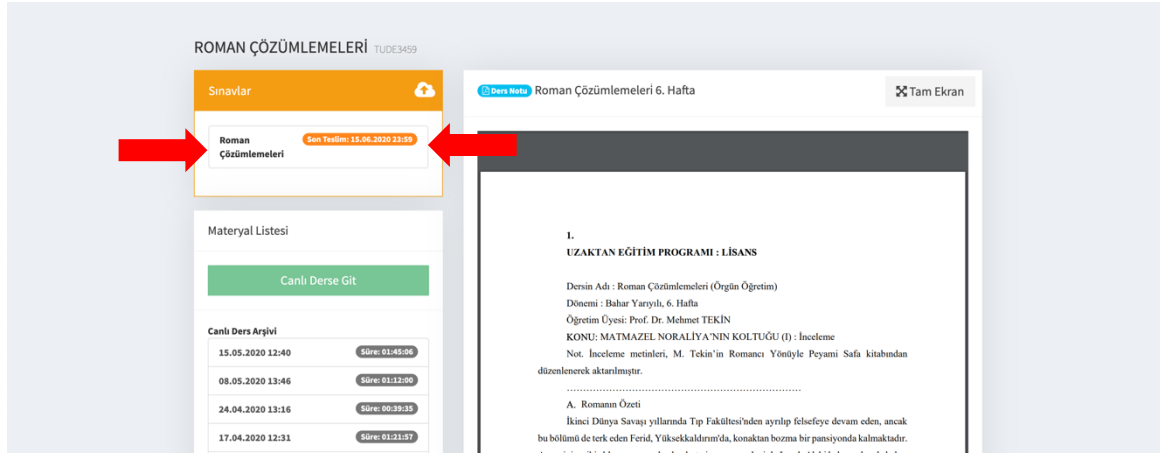 ROMAN ÇÖZÜMLEMELERİ TUDE3459
Sınavlar
Roman Çözümlemeleri
Son Teslim: 15.06.2020 23:59
Materyal Listesi
Canlı Derse Git
Canlı Ders Arşivi
15.05.2020 12:40 Süre: 01:45:06
08.05.2020 13:46 Süre: 01:12:00
24.04.2020 13:16 Süre: 00:39:35
17.04.2020 12:31 Süre: 01:21:57
Ders Notu Roman Çözümlemeleri 6. Hafta
Tam Ekran
1.
UZAKTAN EĞİTİM PROGRAMI : LİSANS
Dersin Adı : Roman Çözümlemeleri (Örgün Öğretim)
Dönemi : Bahar Yarıyılı, 6. Hafta
Öğretim Üyesi: Prof. Dr. Mehmet TEKİN
KONU: MATMAZEL NORALİYA'NIN KOLTUĞU (I) : İnceleme
Not. İnceleme metinleri, M. Tekin'in Romancı Yönüyle Peyami Safa kitabından
düzenlenerek aktarılmıştır.
........................................................................
A. Romanın Özeti
İkinci Dünya Savaşı yıllarında Tıp Fakültesi'nden ayrılıp felsefeye devam eden, ancak
bu bölümü de terk eden Ferid, Yüksekkaldırım'da, konaktan bozma bir pansiyonda kalmaktadır.